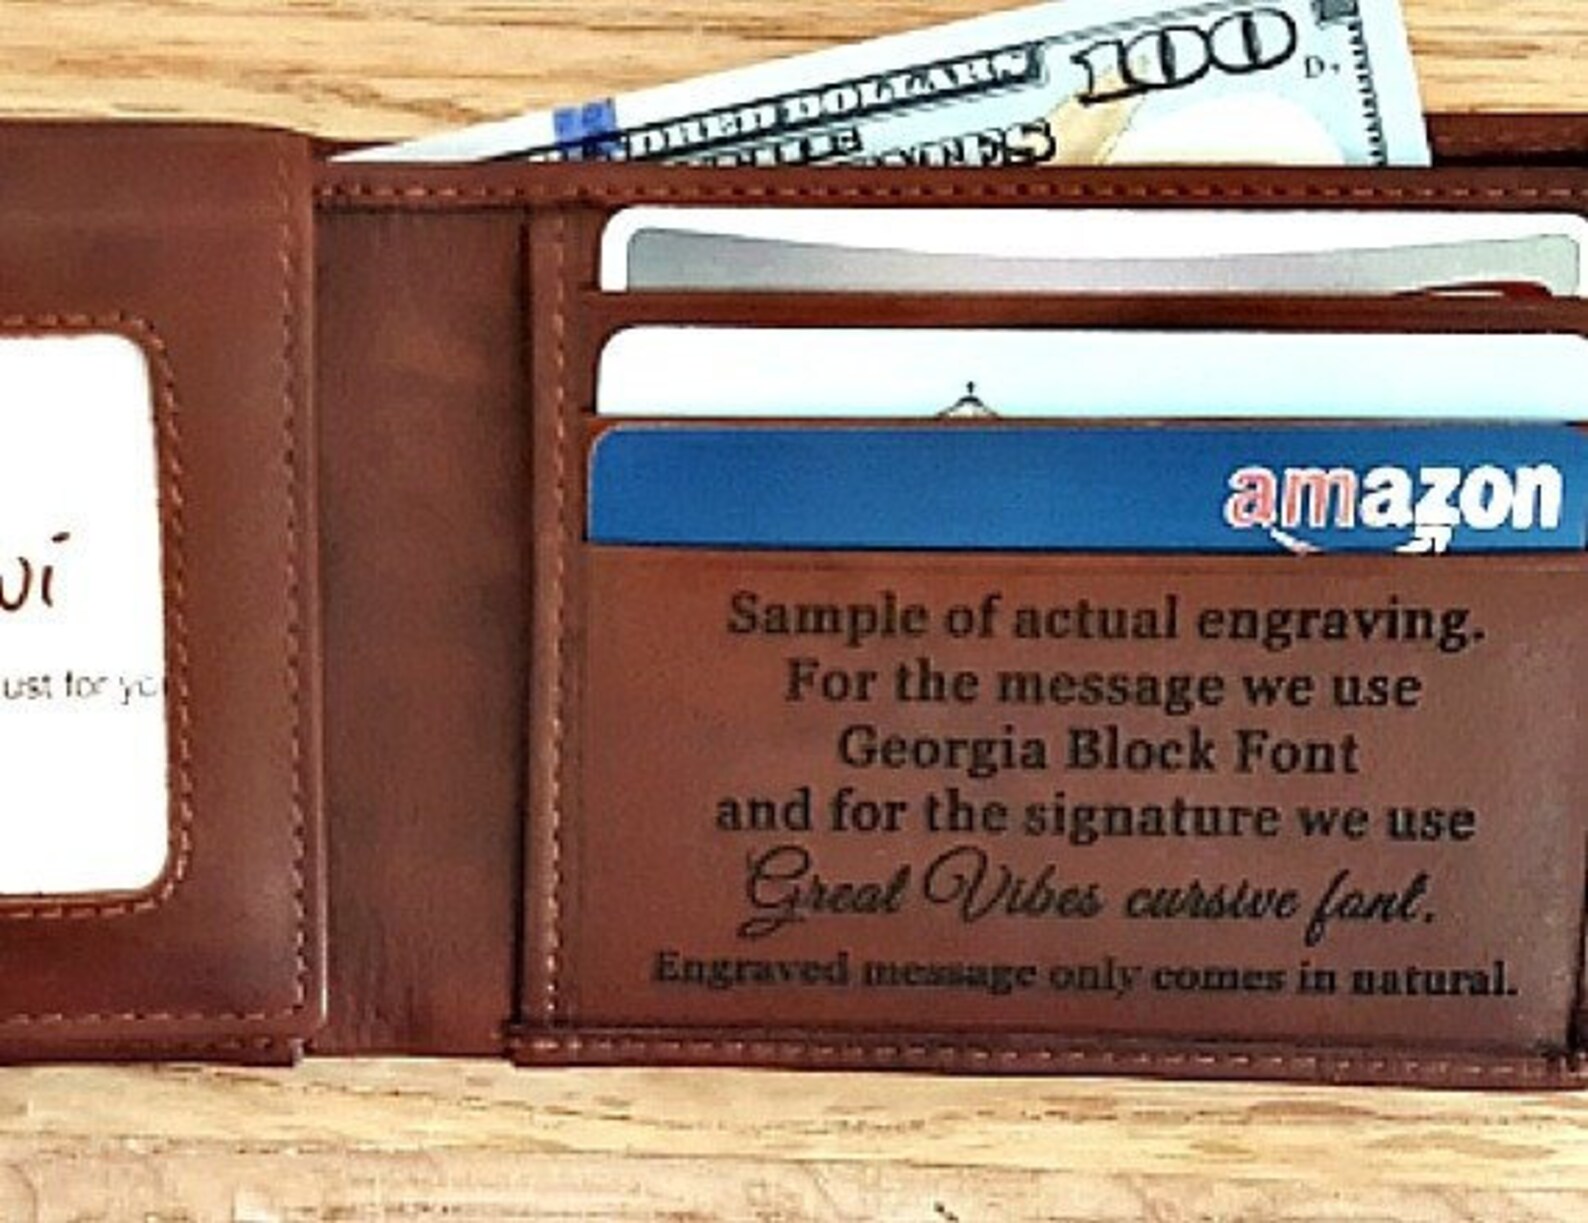 100
DOLLARS
amazon
Sample of actual engraving.
For the message we use
Georgia Block Font
and for the signature we use
Great Vibes cursive font.
Engraved message only comes in natural.